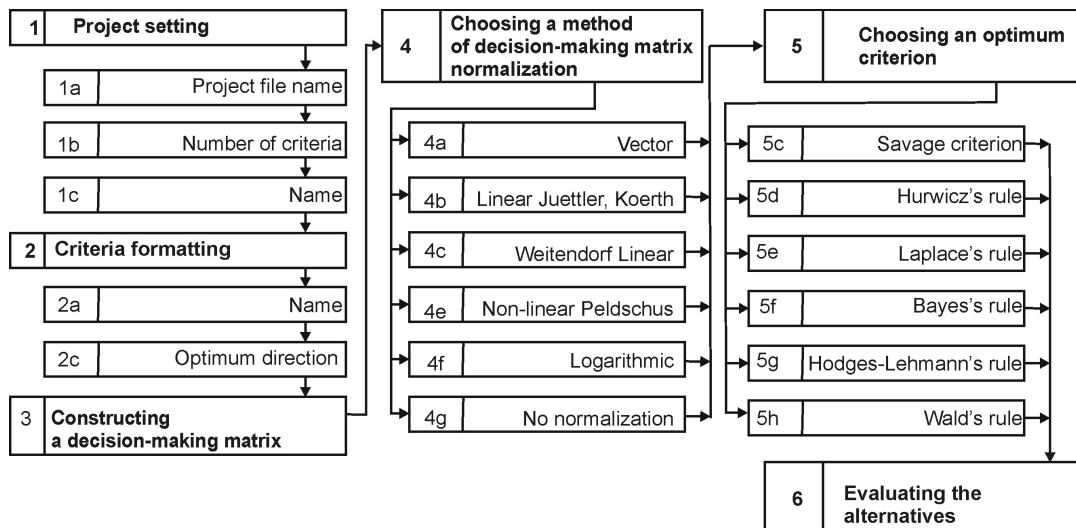 1 Project setting
1a Project file name
1b Number of criteria
1c Name
2 Criteria formatting
2a Name
2c Optimum direction
3 Constructing
a decision-making matrix
4 Choosing a method
of decision-making matrix
normalization
4a Vector
4b Linear Juettler, Koerth
4c Weitendorf Linear
4e Non-linear Peldschus
4f Logarithmic
4g No normalization
5 Choosing an optimum
criterion
5c Savage criterion
5d Hurwicz's rule
5e Laplace's rule
5f Bayes's rule
5g Hodges-Lehmann's rule
5h Wald's rule
6 Evaluating the
alternatives